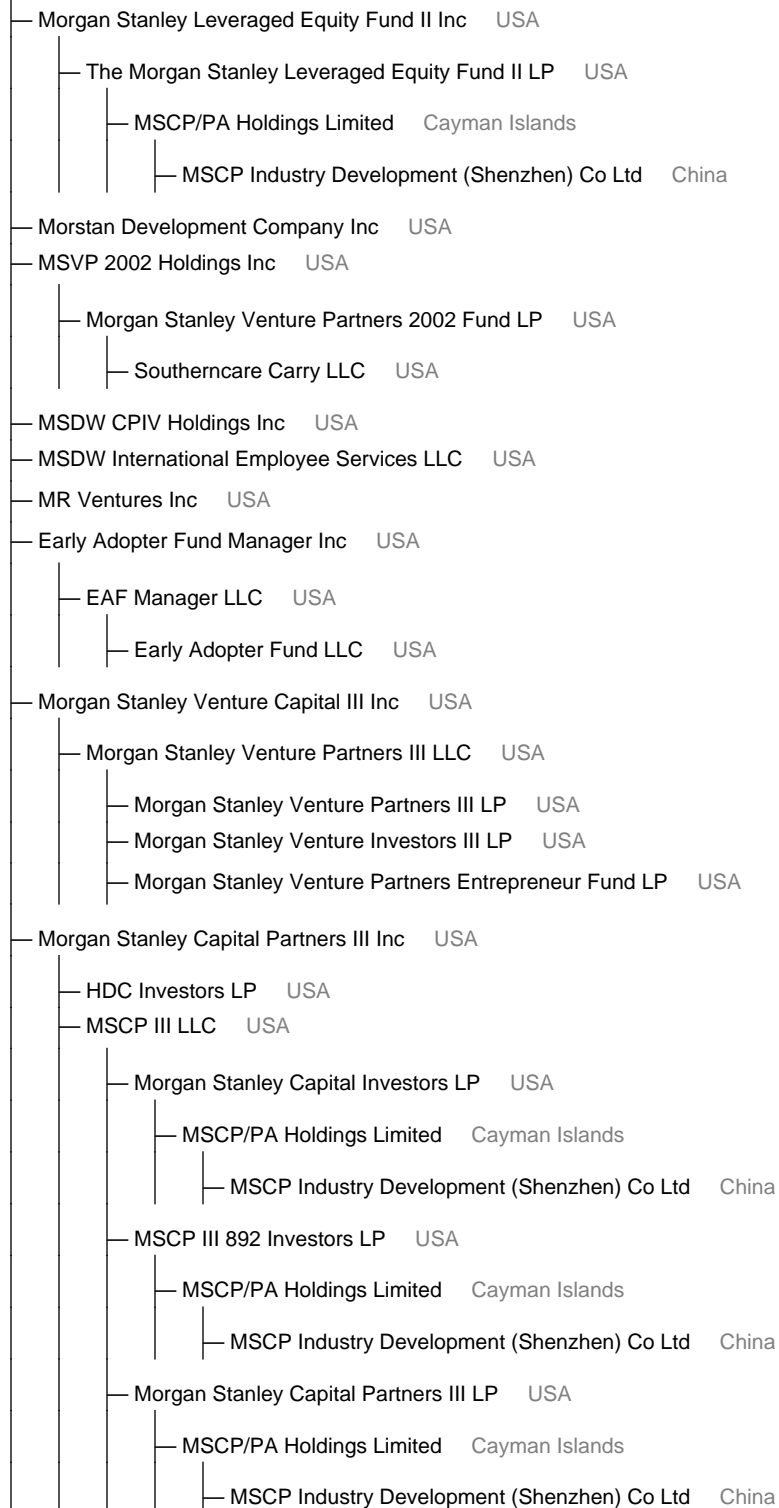 Morgan Stanley Leveraged Equity Fund II Inc USA
The Morgan Stanley Leveraged Equity Fund II LP USA
MSCP/PA Holdings Limited Cayman Islands
MSCP Industry Development (Shenzhen) Co Ltd China
Morstan Development Company Inc USA
MSVP 2002 Holdings Inc USA
Morgan Stanley Venture Partners 2002 Fund LP USA
Southerncare Carry LLC USA
MSDW CPIV Holdings Inc USA
MSDW International Employee Services LLC USA
MR Ventures Inc USA
Early Adopter Fund Manager Inc USA
EAF Manager LLC USA
Early Adopter Fund LLC USA
Morgan Stanley Venture Capital III Inc USA
Morgan Stanley Venture Partners III LLC USA
Morgan Stanley Venture Partners III LP USA
Morgan Stanley Venture Investors III LP USA
Morgan Stanley Venture Partners Entrepreneur Fund LP USA
Morgan Stanley Capital Partners III Inc USA
HDC Investors LP USA
MSCP III LLC USA
Morgan Stanley Capital Investors LP USA
MSCP/PA Holdings Limited Cayman Islands
MSCP Industry Development (Shenzhen) Co Ltd China
MSCP III 892 Investors LP USA
MSCP/PA Holdings Limited Cayman Islands
MSCP Industry Development (Shenzhen) Co Ltd China
Morgan Stanley Capital Partners III LP USA
MSCP/PA Holdings Limited Cayman Islands
MSCP Industry Development (Shenzhen) Co Ltd China